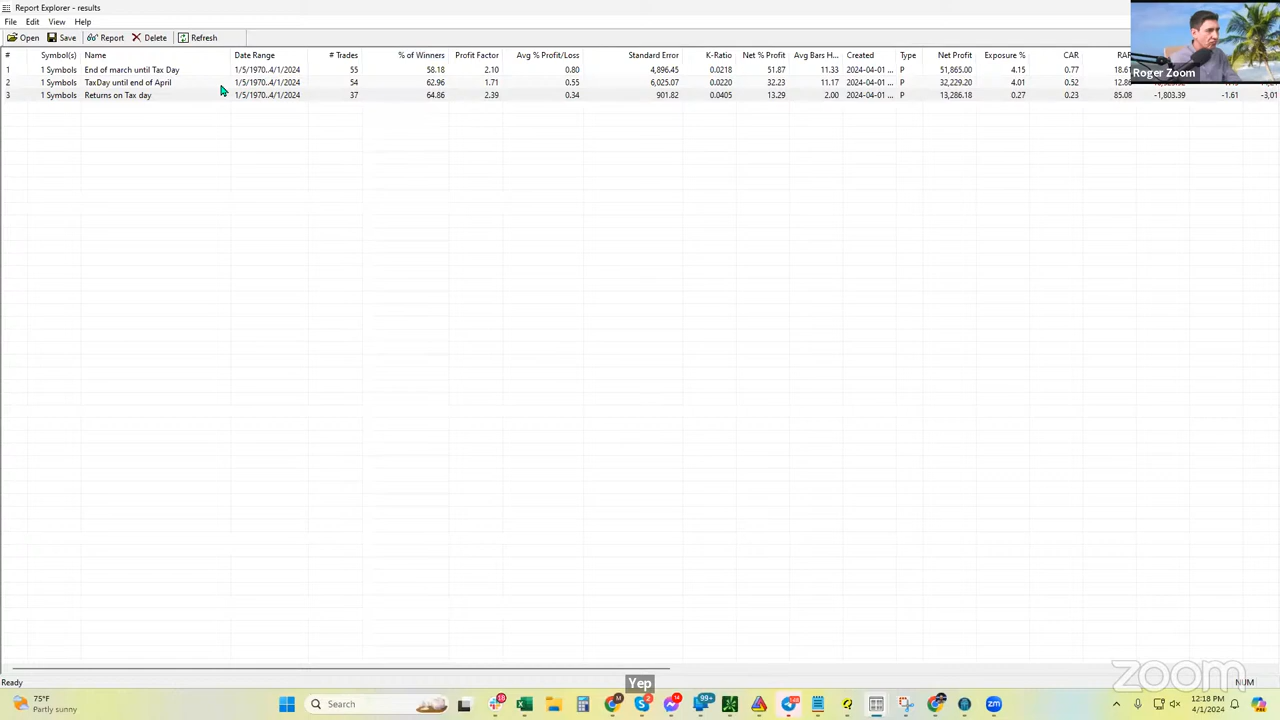 Report Explorer - results
File Edit View Help
Open Save Report Delete Refresh
# Symbol(s) Name Date Range # Trades % of Winners Profit Factor Avg % Profit/Loss Standard Error K-Ratio Net % Profit Avg Bars H... Created Type Net Profit Exposure % CAR RAR
1 1 Symbols End of march until Tax Day 1/5/1970..4/1/2024 55 58.18 2.10 0.80 4,896.45 0.0218 51.87 11.33 2024-04-01 ... P 51,865.00 4.15 0.77
2 1 Symbols TaxDay until end of April 1/5/1970..4/1/2024 54 62.96 1.71 0.55 6,025.07 0.0220 32.23 11.17 2024-04-01 ... P 32,229.20 4.01 0.52
3 1 Symbols Returns on Tax day 1/5/1970..4/1/2024 37 64.86 2.39 0.34 901.82 0.0405 13.29 2.00 2024-04-01 ... P 13,286.18 0.27 0.23 85.08 -1,803.39 -1.61 -3,01
Roger Zoom
zoom
Ready
Yep
NUM
75°F
Partly sunny
Search
18
2
14
99+
12:18 PM
4/1/2024